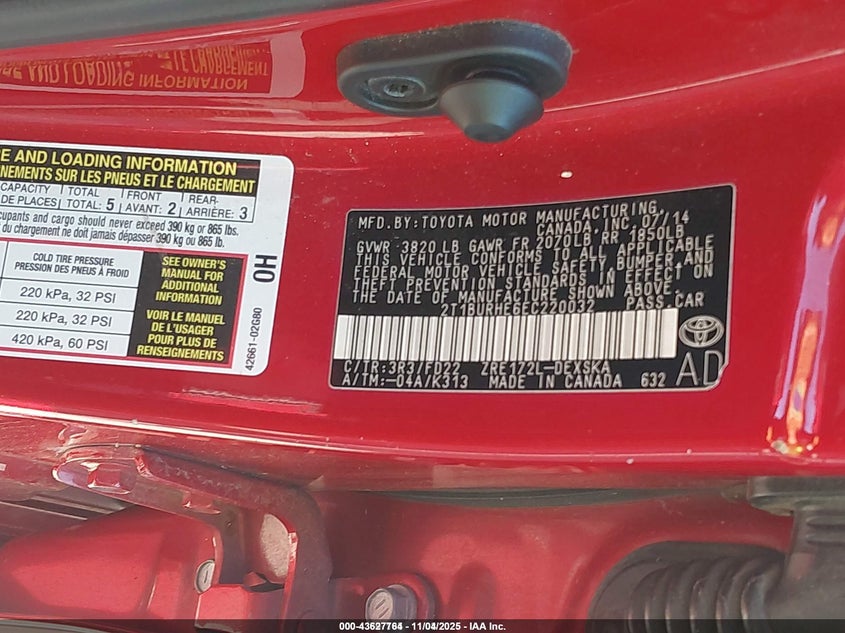 E AND LOADING INFORMATION
NEMENTS SUR LES PNEUS ET LE CHARGEMENT
CAPACITY TOTAL FRONT REAR
DE PLACES TOTAL: 5 AVANT: 2 ARRIÈRE: 3
cupants and cargo should never exceed 390 kg or 865 lbs.
du chargement ne doit jamais dépasser 390 kg ou 865 lb.
COLD TIRE PRESSURE
PRESSION DES PNEUS À FROID
220 kPa, 32 PSI
220 kPa, 32 PSI
420 kPa, 60 PSI
SEE OWNER'S
MANUAL FOR
ADDITIONAL
INFORMATION
VOIR LE MANUEL
DE L'USAGER
POUR PLUS DE
RENSEIGNEMENTS
42661-02G80
OH
MFD.BY:TOYOTA MOTOR MANUFACTURING
CANADA,INC. 07/14
GVWR 3820 LB GAWR FR 2070LB RR 1850LB
THIS VEHICLE CONFORMS TO ALL APPLICABLE
FEDERAL MOTOR VEHICLE SAFETY,BUMPER,AND
THEFT PREVENTION STANDARDS IN EFFECT ON
THE DATE OF MANUFACTURE SHOWN ABOVE.
2T1BURHE6EC220032 PASS.CAR
C/TR:3R3/FD22 ZRE172L-DEXSKA
A/TM:-04A/K313 MADE IN CANADA 632
AD
000-43627764 - 11/04/2025 - IAA Inc.